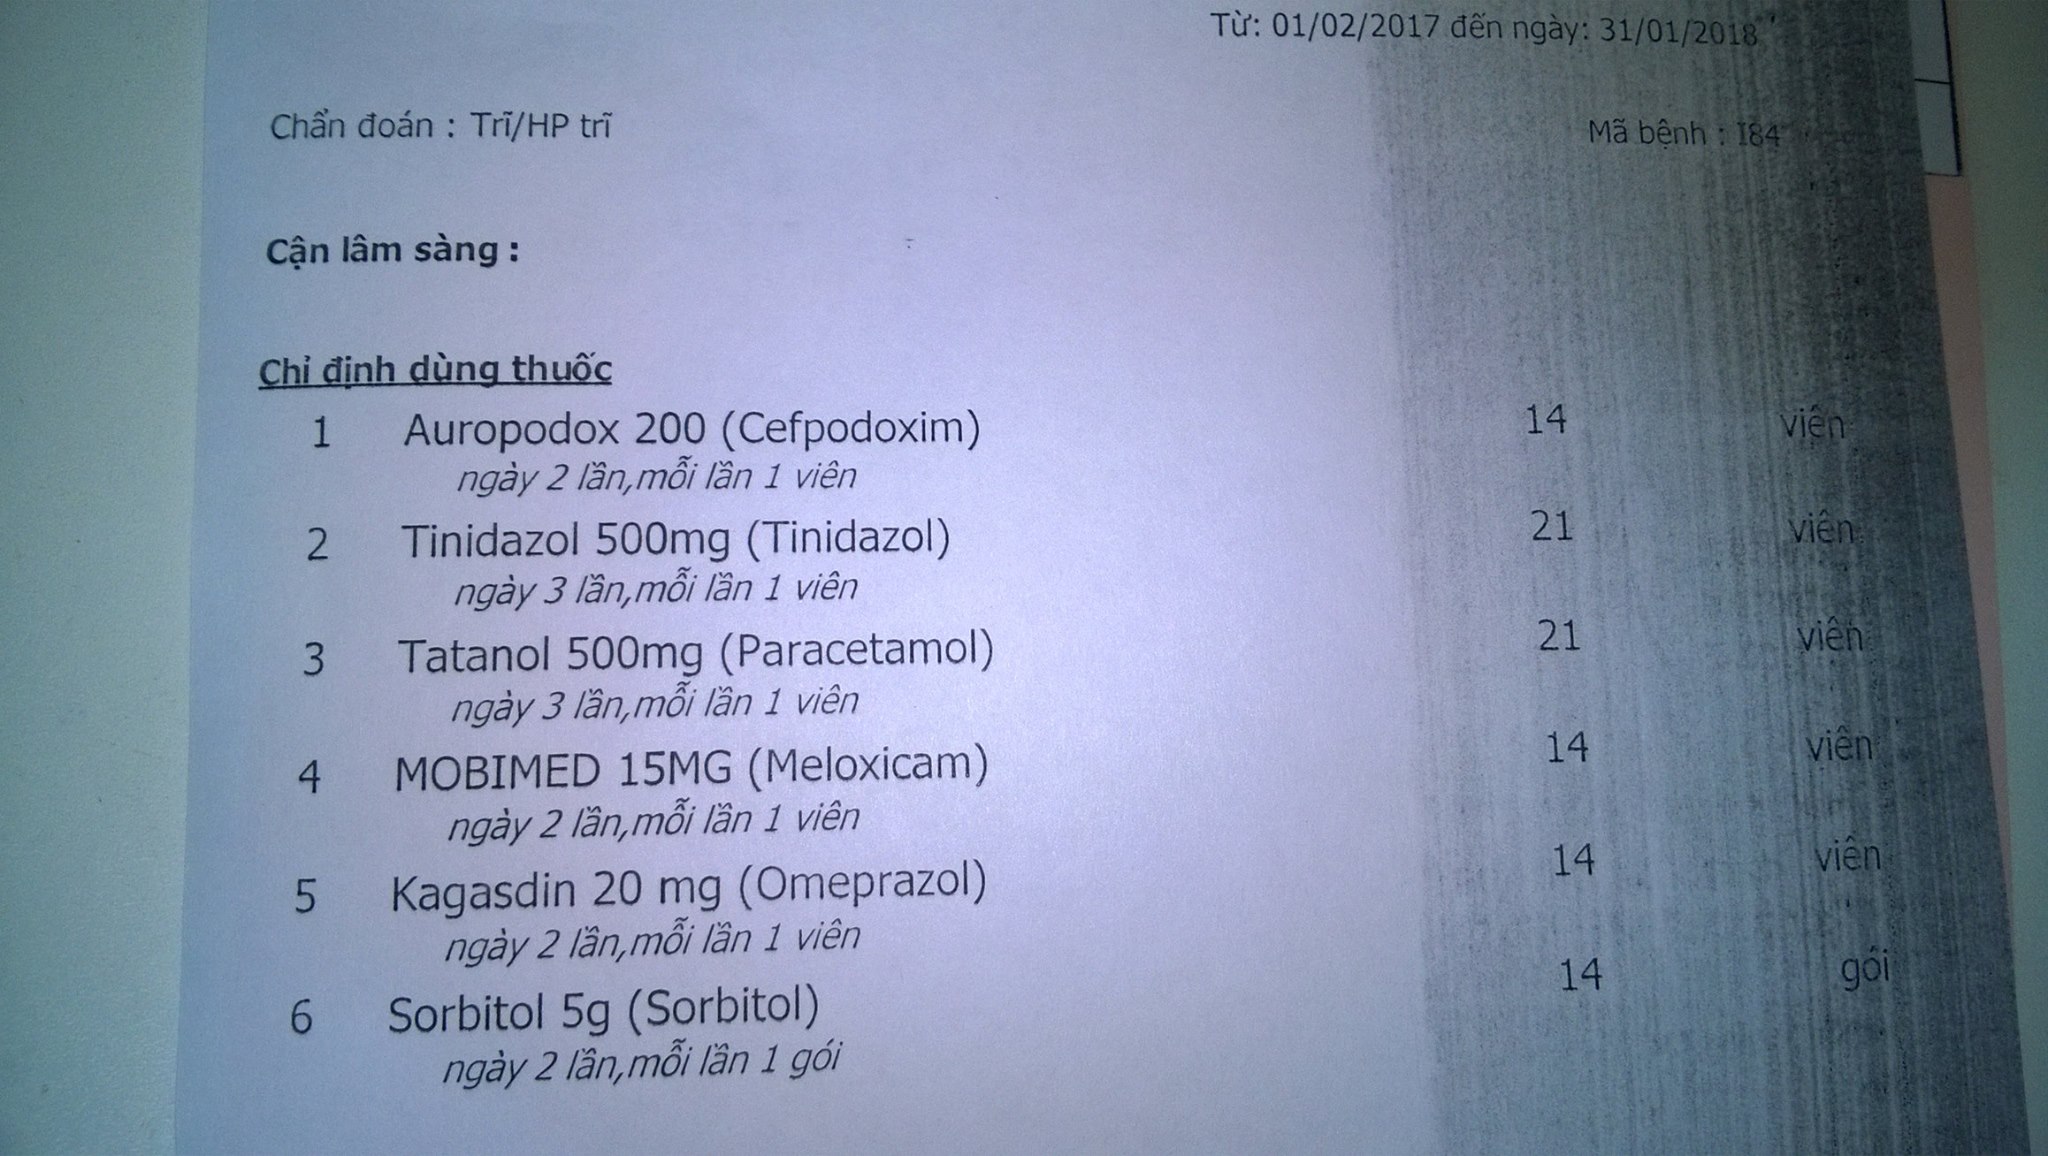 Từ: 01/02/2017 đến ngày: 31/01/2018
Chẩn đoán : Trĩ/HP trĩ
Mã bệnh : I84
Cận lâm sàng :
Chỉ định dùng thuốc
1 Auropodox 200 (Cefpodoxim) 14 viên
ngày 2 lần,mỗi lần 1 viên
2 Tinidazol 500mg (Tinidazol) 21 viên
ngày 3 lần,mỗi lần 1 viên
3 Tatanol 500mg (Paracetamol) 21 viên
ngày 3 lần,mỗi lần 1 viên
4 MOBIMED 15MG (Meloxicam) 14 viên
ngày 2 lần,mỗi lần 1 viên
5 Kagasdin 20 mg (Omeprazol) 14 viên
ngày 2 lần,mỗi lần 1 viên
6 Sorbitol 5g (Sorbitol) 14 gói
ngày 2 lần,mỗi lần 1 gói